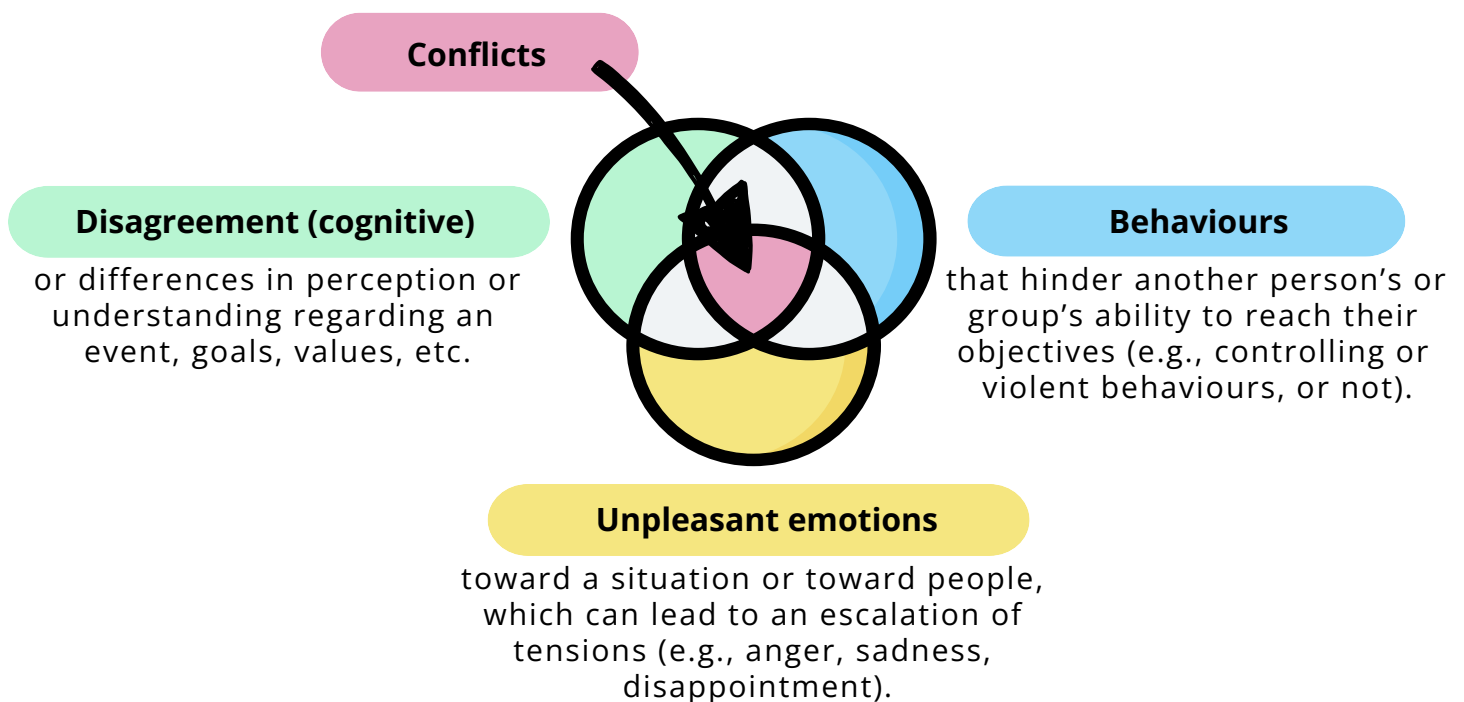 Conflicts
Disagreement (cognitive)
or differences in perception or
understanding regarding an
event, goals, values, etc.
Behaviours
that hinder another person’s or
group’s ability to reach their
objectives (e.g., controlling or
violent behaviours, or not).
Unpleasant emotions
toward a situation or toward people,
which can lead to an escalation of
tensions (e.g., anger, sadness,
disappointment).